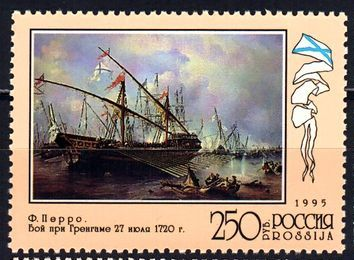 Ф. Перро.
Бой при Гренгаме 27 июля 1720 г.
1995
250 РУБ. РОССИЯ
ROSSIJA